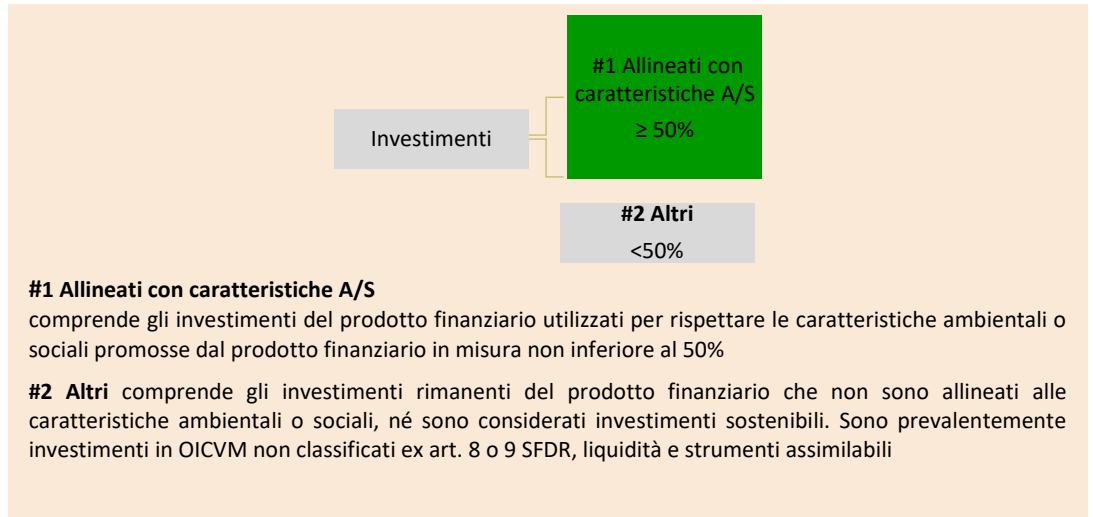 #1 Allineati con
caratteristiche A/S
≥ 50%
Investimenti
#2 Altri
<50%
#1 Allineati con caratteristiche A/S
comprende gli investimenti del prodotto finanziario utilizzati per rispettare le caratteristiche ambientali o
sociali promosse dal prodotto finanziario in misura non inferiore al 50%
#2 Altri comprende gli investimenti rimanenti del prodotto finanziario che non sono allineati alle
caratteristiche ambientali o sociali, né sono considerati investimenti sostenibili. Sono prevalentemente
investimenti in OICVM non classificati ex art. 8 o 9 SFDR, liquidità e strumenti assimilabili